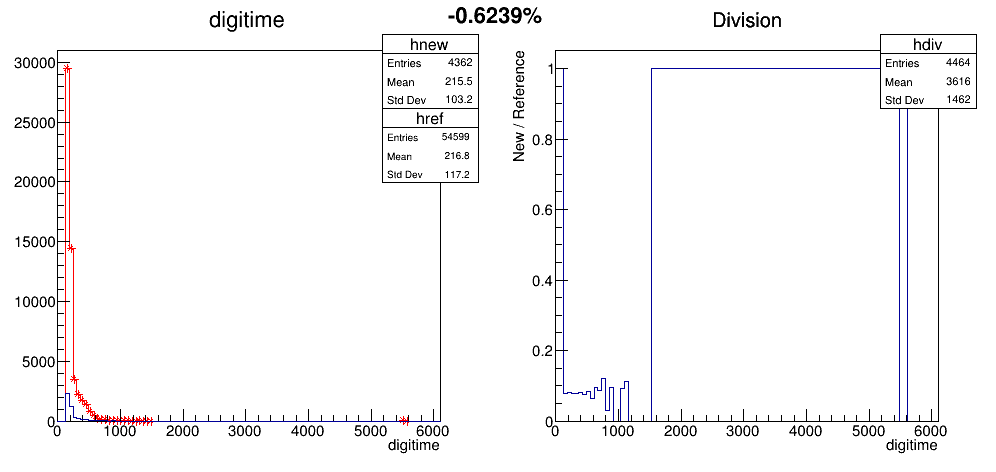 digitime
-0.6239%
Division
hnew
Entries 4362
Mean 215.5
Std Dev 103.2
href
Entries 54599
Mean 216.8
Std Dev 117.2
30000
25000
20000
15000
10000
5000
0
0 1000 2000 3000 4000 5000 6000
digitime
hdiv
Entries 4464
Mean 3616
Std Dev 1462
New / Reference
1
0.8
0.6
0.4
0.2
0
0 1000 2000 3000 4000 5000 6000
digitime